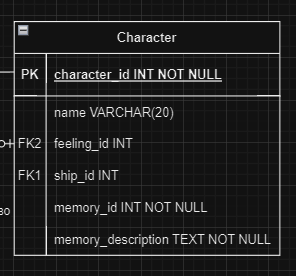 Character
PK character_id INT NOT NULL
name VARCHAR(20)
FK2 feeling_id INT
FK1 ship_id INT
memory_id INT NOT NULL
memory_description TEXT NOT NULL